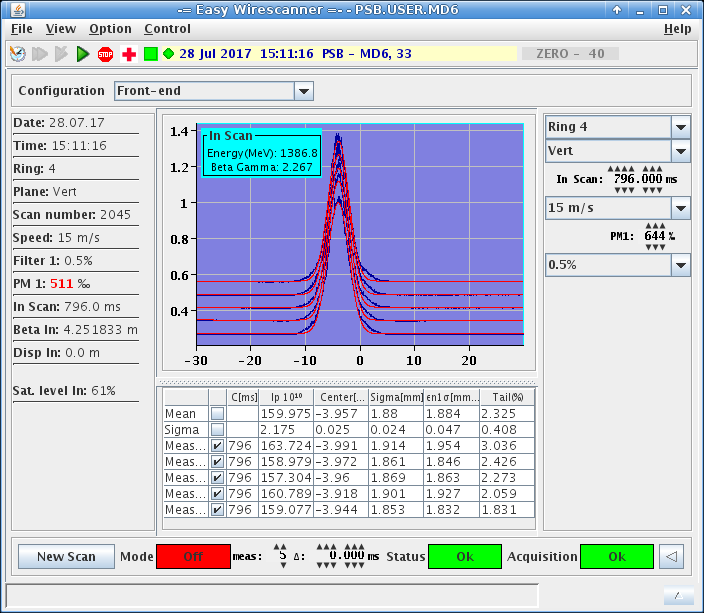 -= Easy Wirescanner =-- PSB.USER.MD6
File View Option Control Help
STOP 28 Jul 2017 15:11:16 PSB - MD6, 33 ZERO - 40
Configuration Front-end
Date: 28.07.17
Time: 15:11:16
Ring: 4
Plane: Vert
Scan number: 2045
Speed: 15 m/s
Filter 1: 0.5%
PM 1: 511 ‰
In Scan: 796.0 ms
Beta In: 4.251833 m
Disp In: 0.0 m
Sat. level In: 61%
In Scan
Energy(MeV): 1386.8
Beta Gamma: 2.267
1.4
1.2
1
0.8
0.6
0.4
-30 -20 -10 0 10 20
C[ms] Ip 10¹⁰ Center[... Sigma[mm] εn1σ[mm... Tail(%)
Mean 159.975 -3.957 1.88 1.884 2.325
Sigma 2.175 0.025 0.024 0.047 0.408
Meas... 796 163.724 -3.991 1.914 1.954 3.036
Meas... 796 158.979 -3.972 1.861 1.846 2.426
Meas... 796 157.304 -3.96 1.869 1.863 2.273
Meas... 796 160.789 -3.918 1.901 1.927 2.059
Meas... 796 159.077 -3.944 1.853 1.832 1.831
Ring 4
Vert
In Scan: 796.000 ms
15 m/s
PM1: 644 ‰
0.5%
New Scan Mode Off meas: 5 Δ: 0.000 ms Status Ok Acquisition Ok